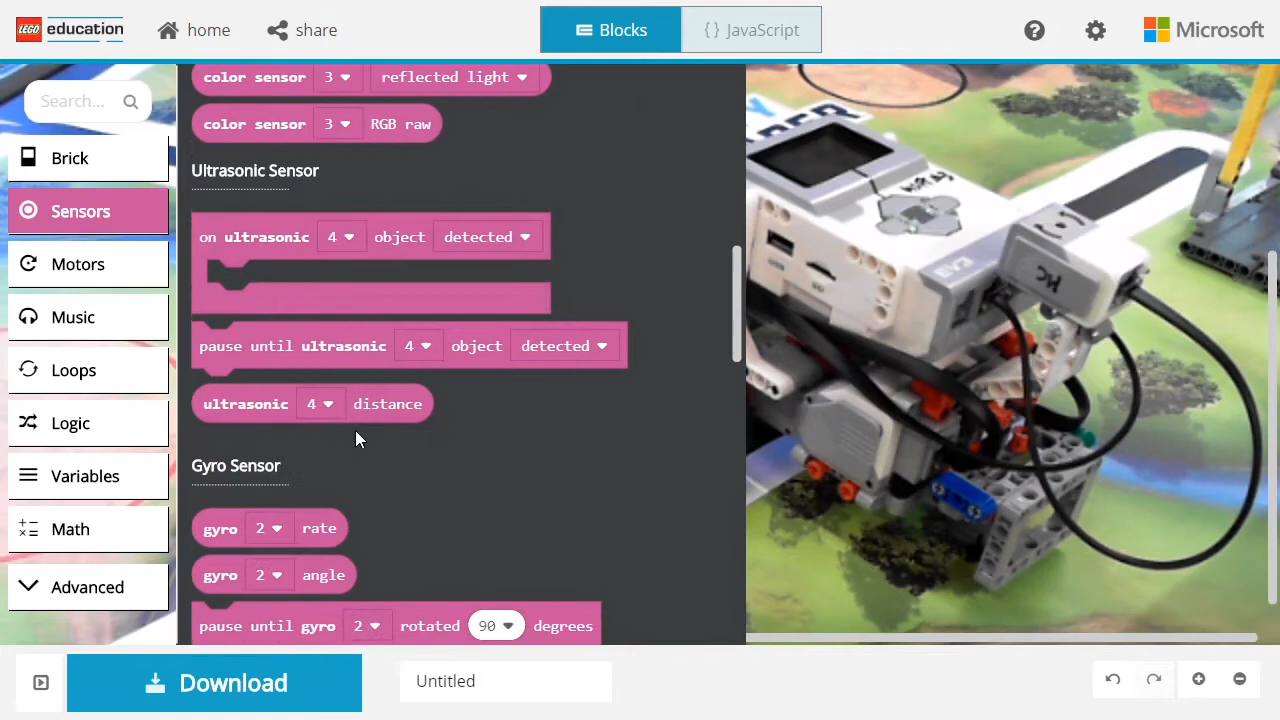 LEGO education home share Blocks { } JavaScript Microsoft
Search...
Brick
Sensors
Motors
Music
Loops
Logic
Variables
Math
Advanced
color sensor 3 reflected light
color sensor 3 RGB raw
Ultrasonic Sensor
on ultrasonic 4 object detected
pause until ultrasonic 4 object detected
ultrasonic 4 distance
Gyro Sensor
gyro 2 rate
gyro 2 angle
pause until gyro 2 rotated 90 degrees
EV3
Download Untitled